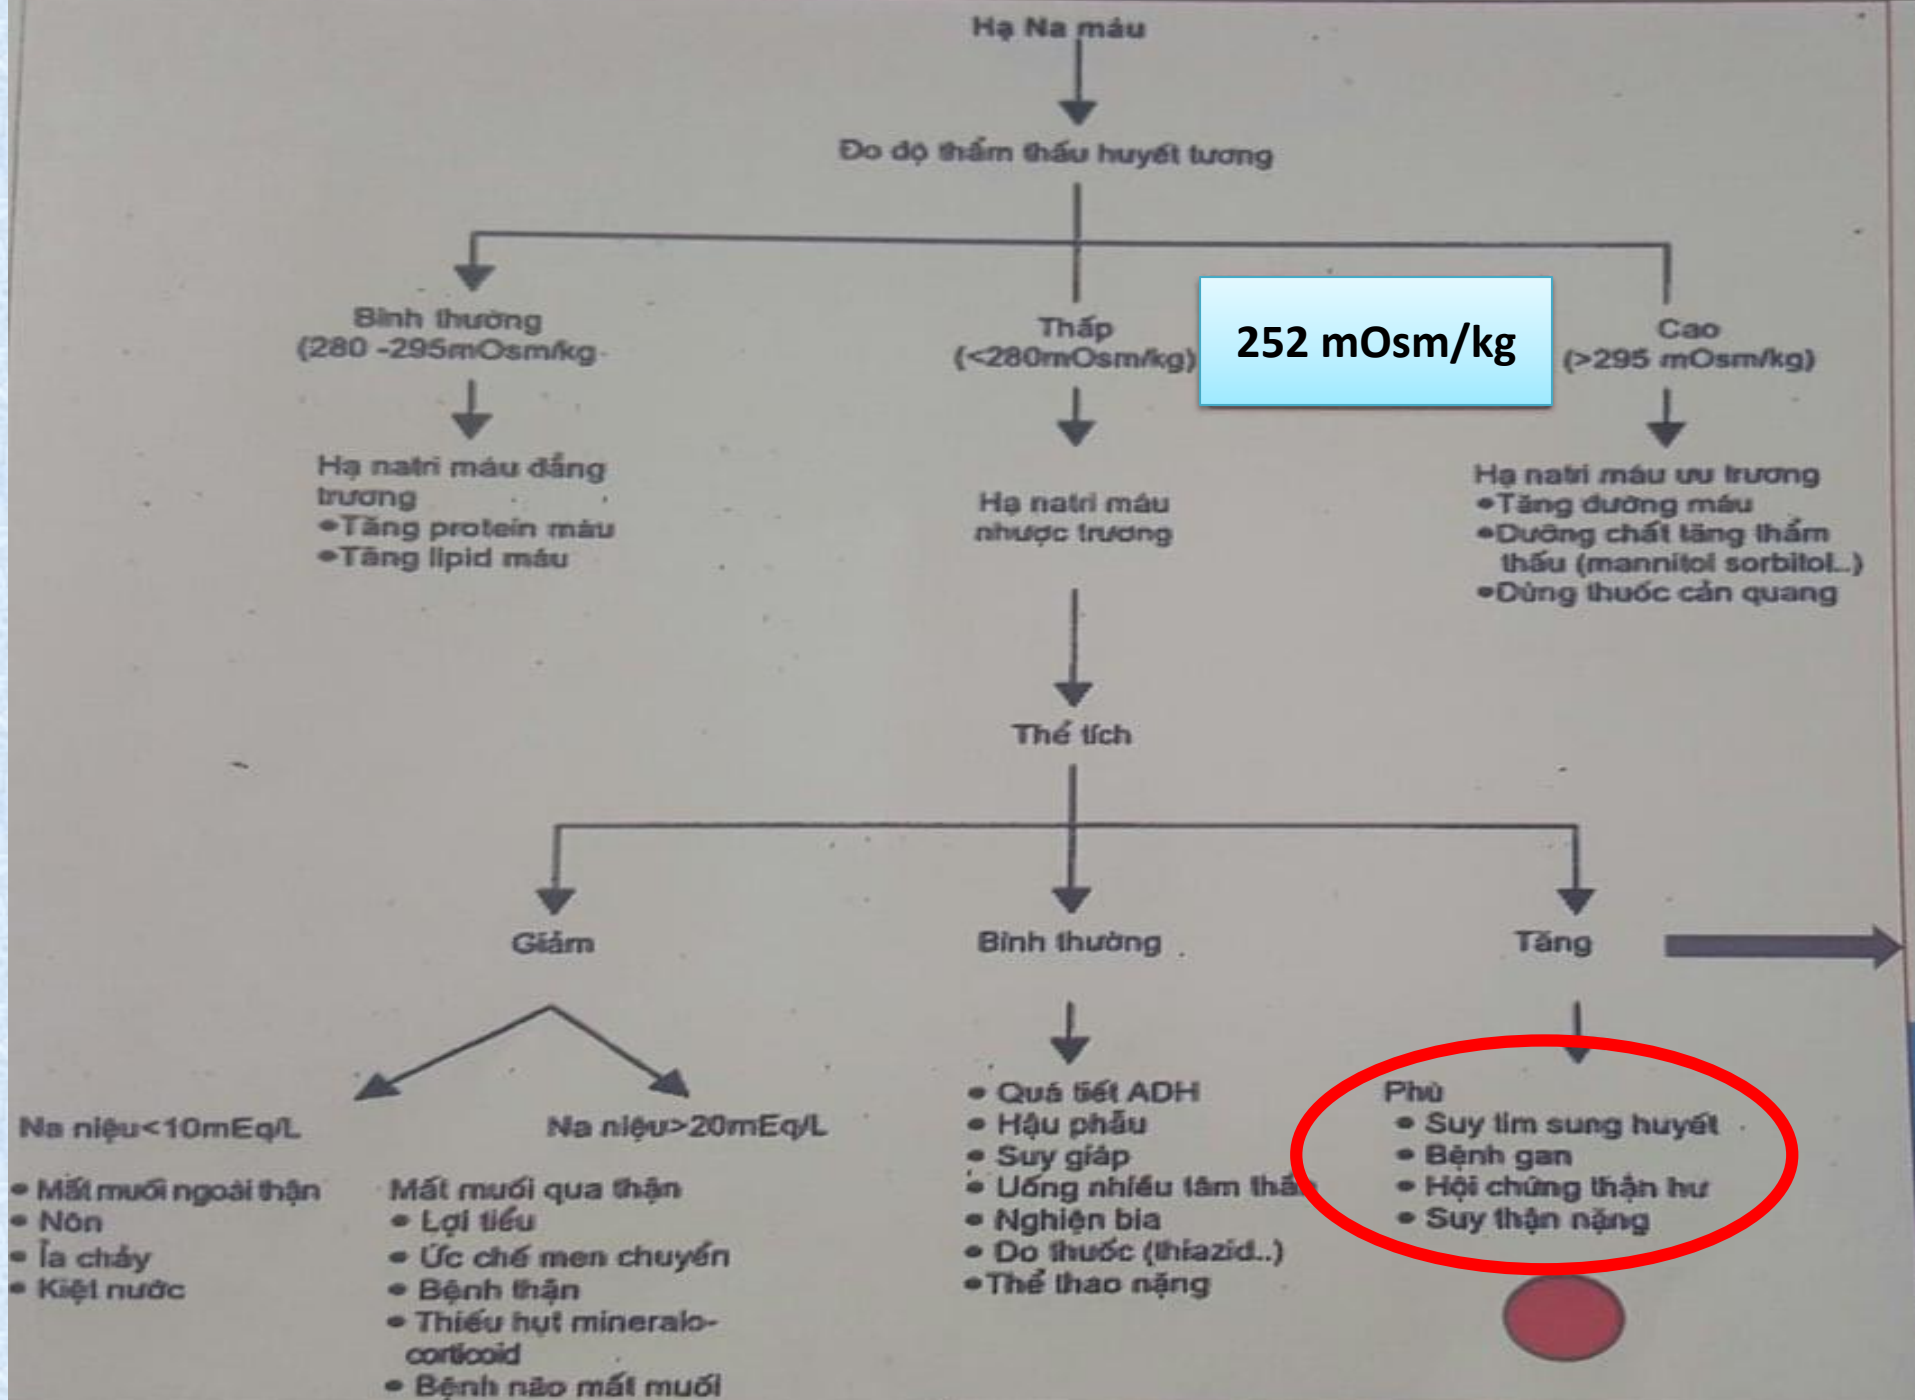 Hạ Na máu
Đo độ thẩm thấu huyết tương
Bình thường
(280 -295mOsm/kg
Thấp
(<280mOsm/kg)
252 mOsm/kg
Cao
(>295 mOsm/kg)
Hạ natri máu đẳng
trương
•Tăng protein máu
•Tăng lipid máu
Hạ natri máu
nhược trương
Hạ natri máu ưu trương
•Tăng đường máu
•Dưỡng chất tăng thẩm
thấu (mannitol sorbitol..)
•Dùng thuốc cản quang
Thể tích
Giảm
Bình thường
Tăng
Na niệu<10mEq/L
• Mất muối ngoài thận
• Nôn
• Ỉa chảy
• Kiệt nước
Na niệu>20mEq/L
Mất muối qua thận
• Lợi tiểu
• Ức chế men chuyển
• Bệnh thận
• Thiếu hụt mineralo-
corticoid
• Bệnh não mất muối
• Quá tiết ADH
• Hậu phẫu
• Suy giáp
• Uống nhiều tâm thần
• Nghiện bia
• Do thuốc (thiazid..)
•Thể thao nặng
Phù
• Suy tim sung huyết
• Bệnh gan
• Hội chứng thận hư
• Suy thận nặng